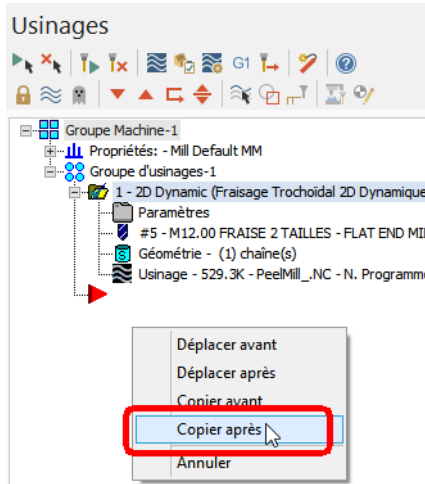 Usinages
G1
Groupe Machine-1
Propriétés: - Mill Default MM
Groupe d'usinages-1
1 - 2D Dynamic (Fraisage Trochoïdal 2D Dynamique
Paramètres
#5 - M12.00 FRAISE 2 TAILLES - FLAT END MI
Géométrie - (1) chaîne(s)
Usinage - 529.3K - PeelMill_.NC - N. Programme
Déplacer avant
Déplacer après
Copier avant
Copier après
Annuler